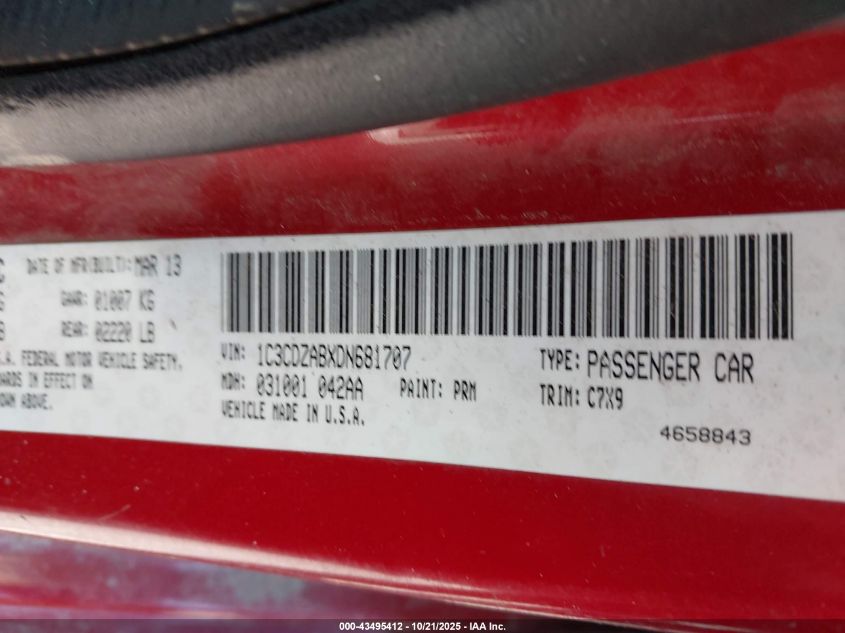 DATE OF MFR(BUILT): MAR 13
GAWR: 01007 KG
REAR: 02220 LB
.A. FEDERAL MOTOR VEHICLE SAFETY.
ARDS IN EFFECT ON
OWN ABOVE.
VIN: 1C3CDZABXDN681707
TYPE: PASSENGER CAR
MDH: 031001 042AA PAINT: PRM
TRIM: C7X9
VEHICLE MADE IN U.S.A.
4658843
000-43495412 - 10/21/2025 - IAA Inc.